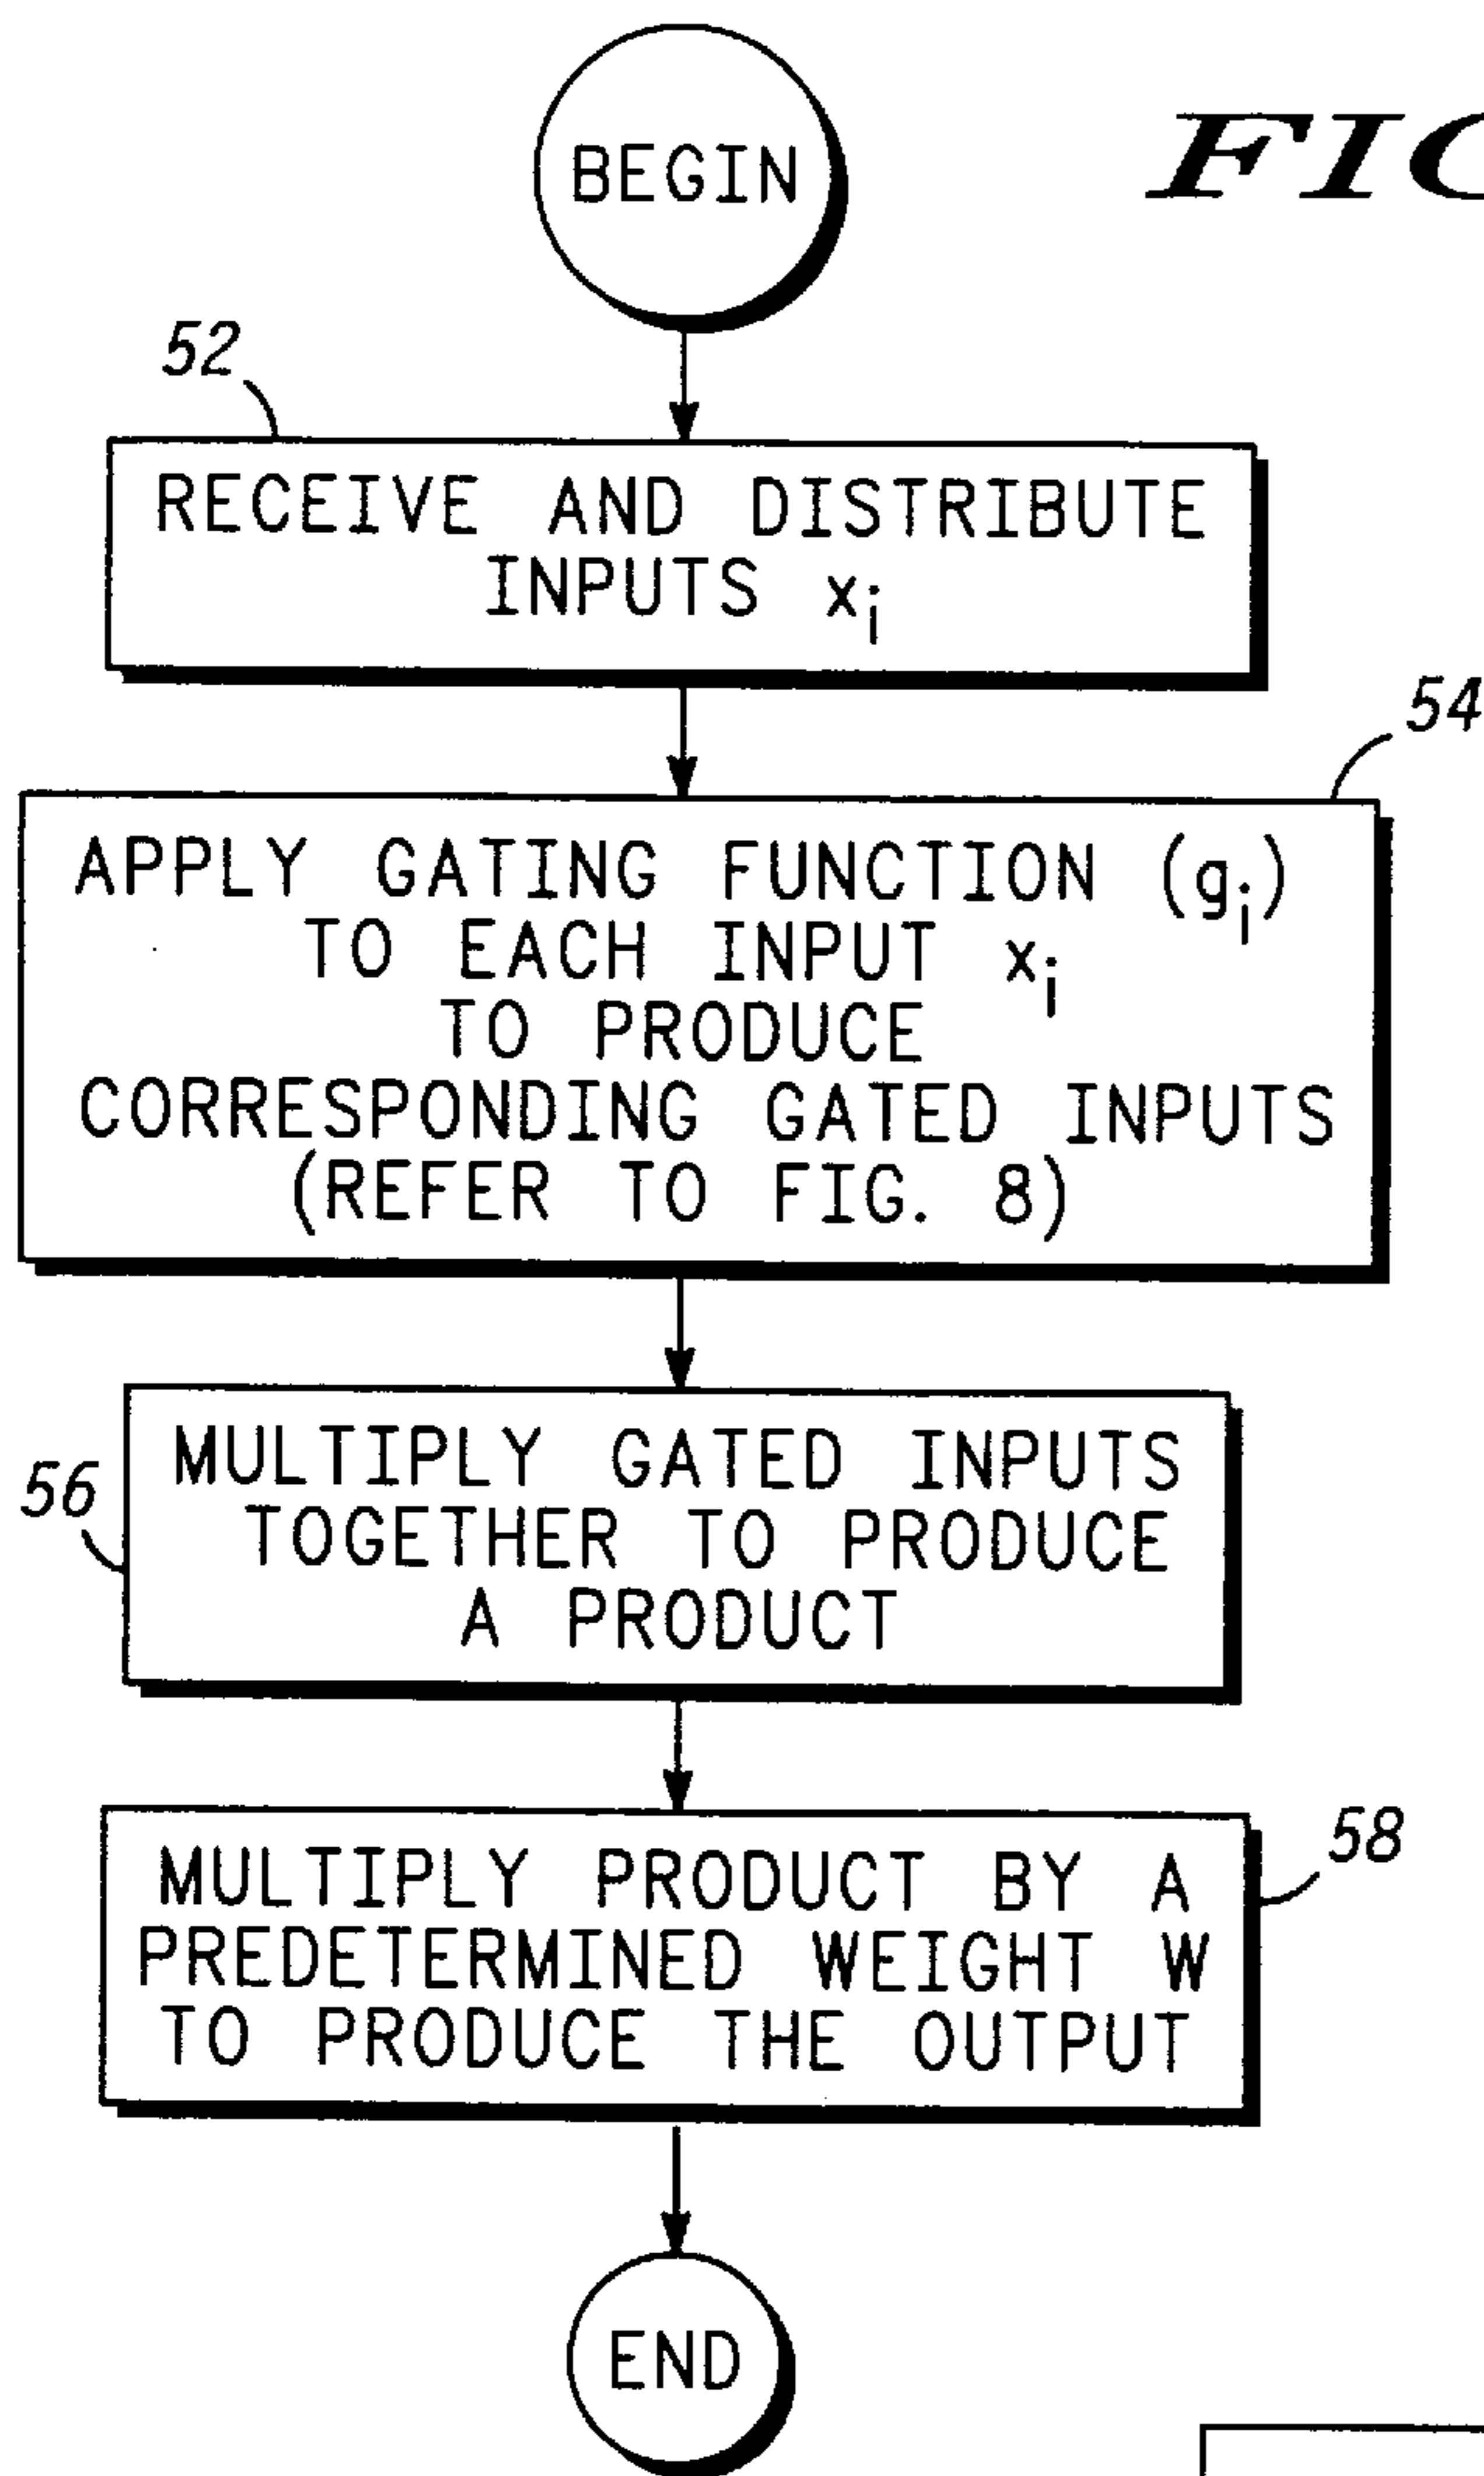 BEGIN
52
RECEIVE AND DISTRIBUTE
INPUTS xᵢ
54
APPLY GATING FUNCTION (gᵢ)
TO EACH INPUT xᵢ
TO PRODUCE
CORRESPONDING GATED INPUTS
(REFER TO FIG. 8)
56
MULTIPLY GATED INPUTS
TOGETHER TO PRODUCE
A PRODUCT
58
MULTIPLY PRODUCT BY A
PREDETERMINED WEIGHT W
TO PRODUCE THE OUTPUT
END